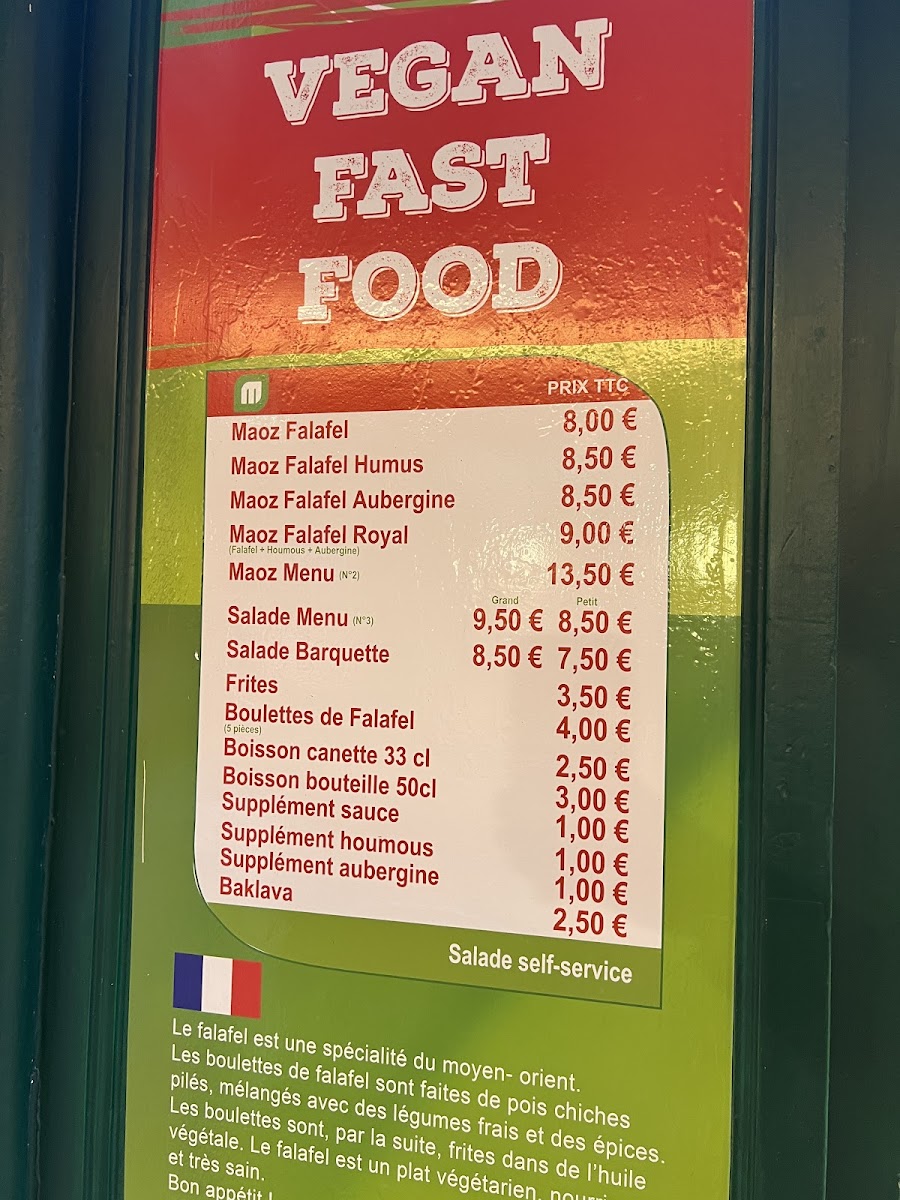 VEGAN
FAST
FOOD
m
PRIX TTC
Maoz Falafel 8,00 €
Maoz Falafel Humus 8,50 €
Maoz Falafel Aubergine 8,50 €
Maoz Falafel Royal 9,00 €
(Falafel + Houmous + Aubergine)
Maoz Menu (N°2) 13,50 €
Grand Petit
Salade Menu (N°3) 9,50 € 8,50 €
Salade Barquette 8,50 € 7,50 €
Frites 3,50 €
Boulettes de Falafel 4,00 €
(5 pièces)
Boisson canette 33 cl 2,50 €
Boisson bouteille 50cl 3,00 €
Supplément sauce 1,00 €
Supplément houmous 1,00 €
Supplément aubergine 1,00 €
Baklava 2,50 €
Salade self-service
Le falafel est une spécialité du moyen- orient.
Les boulettes de falafel sont faites de pois chiches
pilés, mélangés avec des légumes frais et des épices.
Les boulettes sont, par la suite, frites dans de l'huile
végétale. Le falafel est un plat végétarien,
et très sain.
Bon appétit !